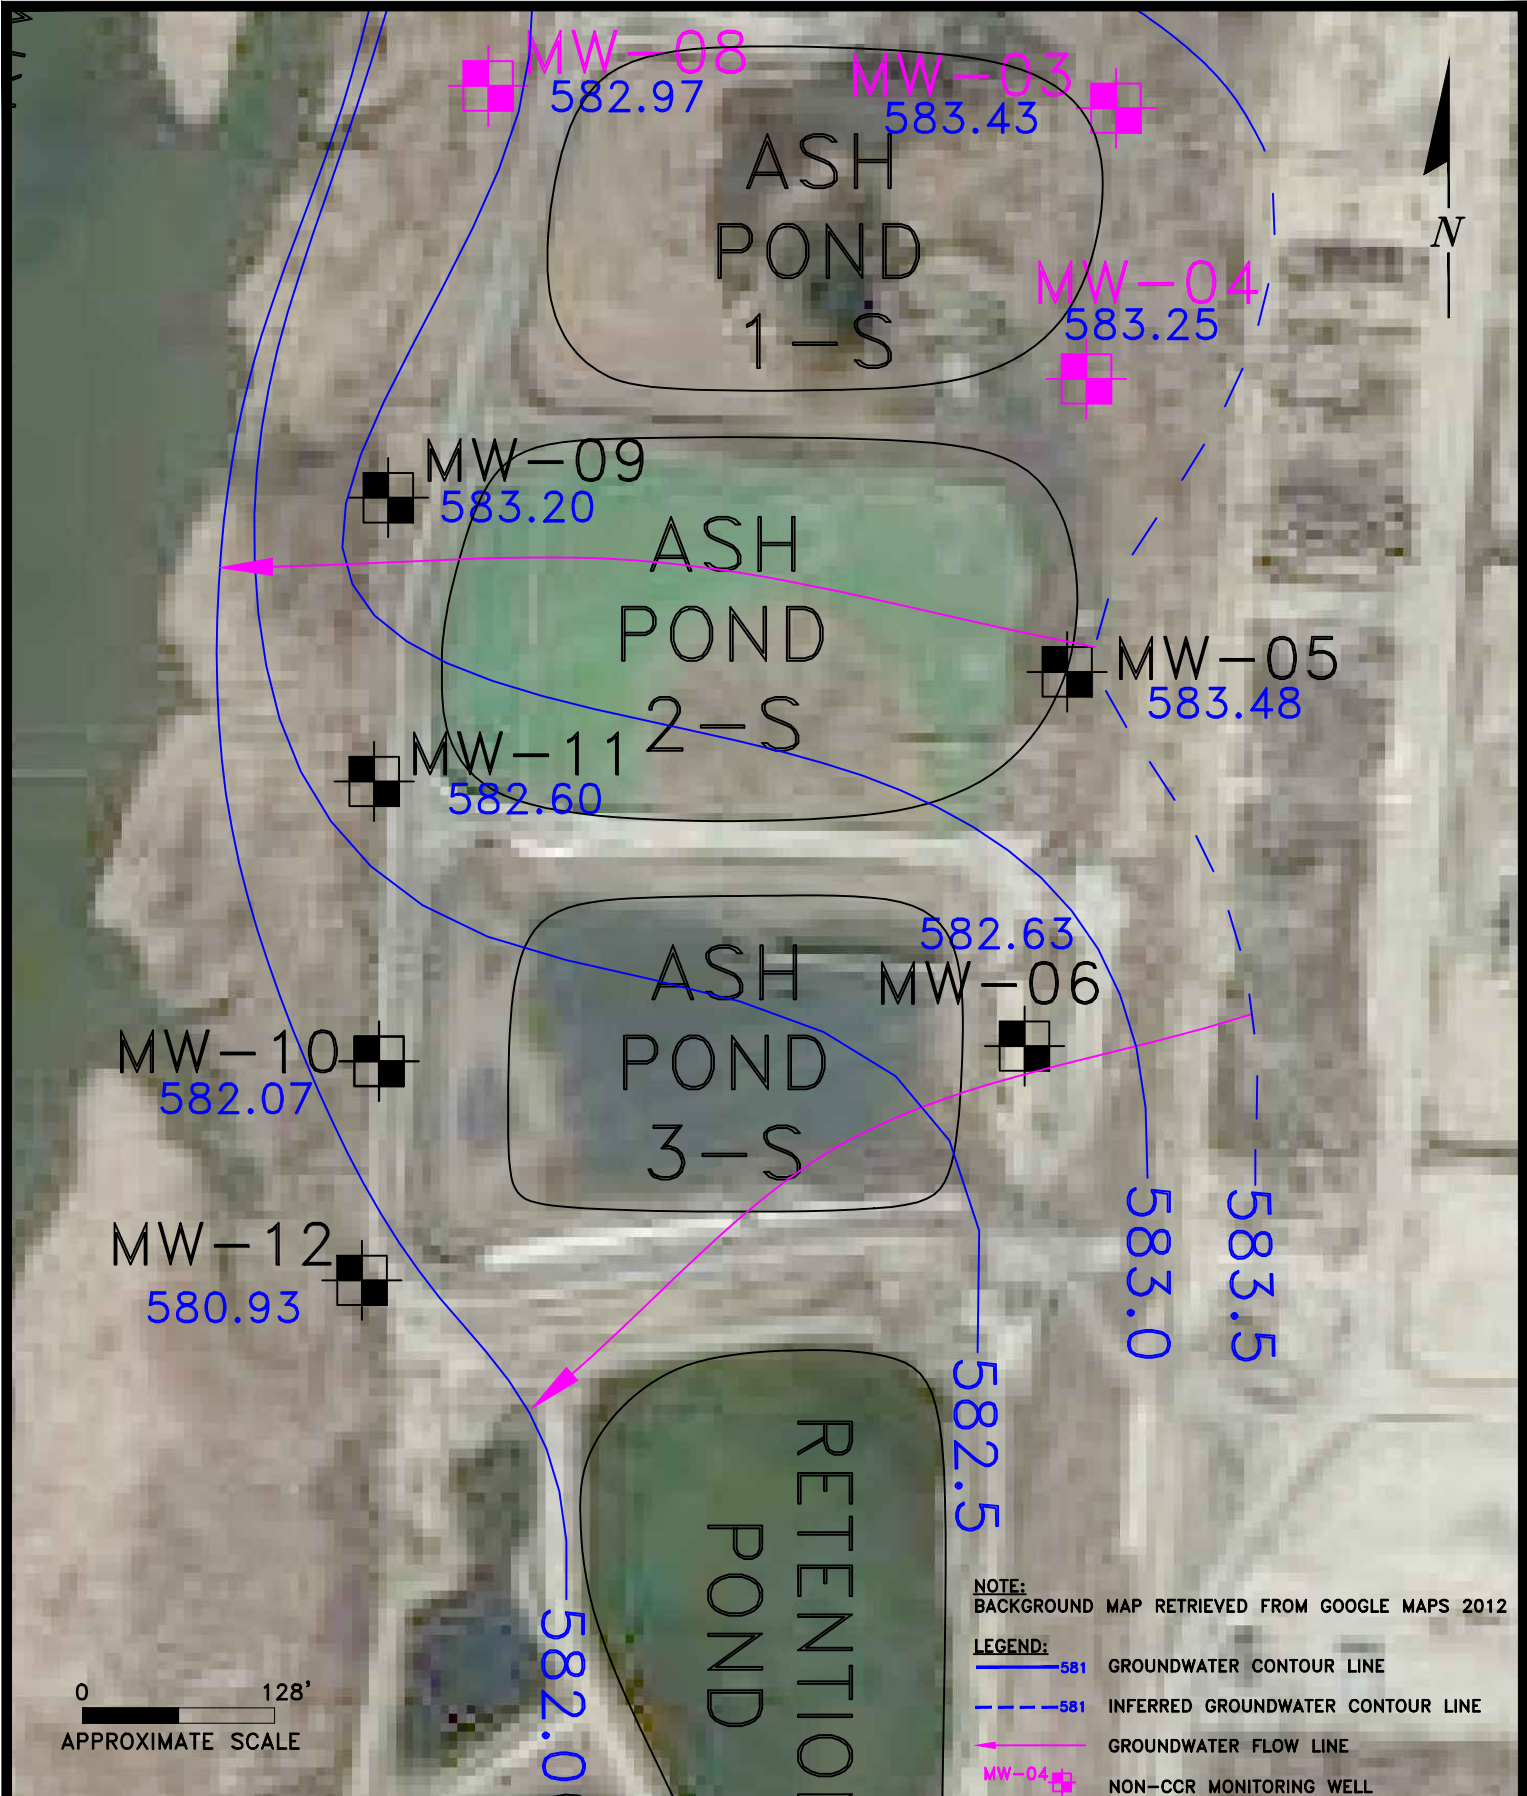 MW-08
582.97
MW-03
583.43
ASH
POND
1-S
N
MW-04
583.25
MW-09
583.20
ASH
POND
2-S
MW-05
583.48
MW-11
582.60
582.63
MW-06
ASH
POND
3-S
MW-10
582.07
MW-12
580.93
583.0
583.5
582.5
582.0
RETENTION
POND
NOTE:
BACKGROUND MAP RETRIEVED FROM GOOGLE MAPS 2012
LEGEND:
581 GROUNDWATER CONTOUR LINE
581 INFERRED GROUNDWATER CONTOUR LINE
GROUNDWATER FLOW LINE
MW-04 NON-CCR MONITORING WELL
0 128'
APPROXIMATE SCALE